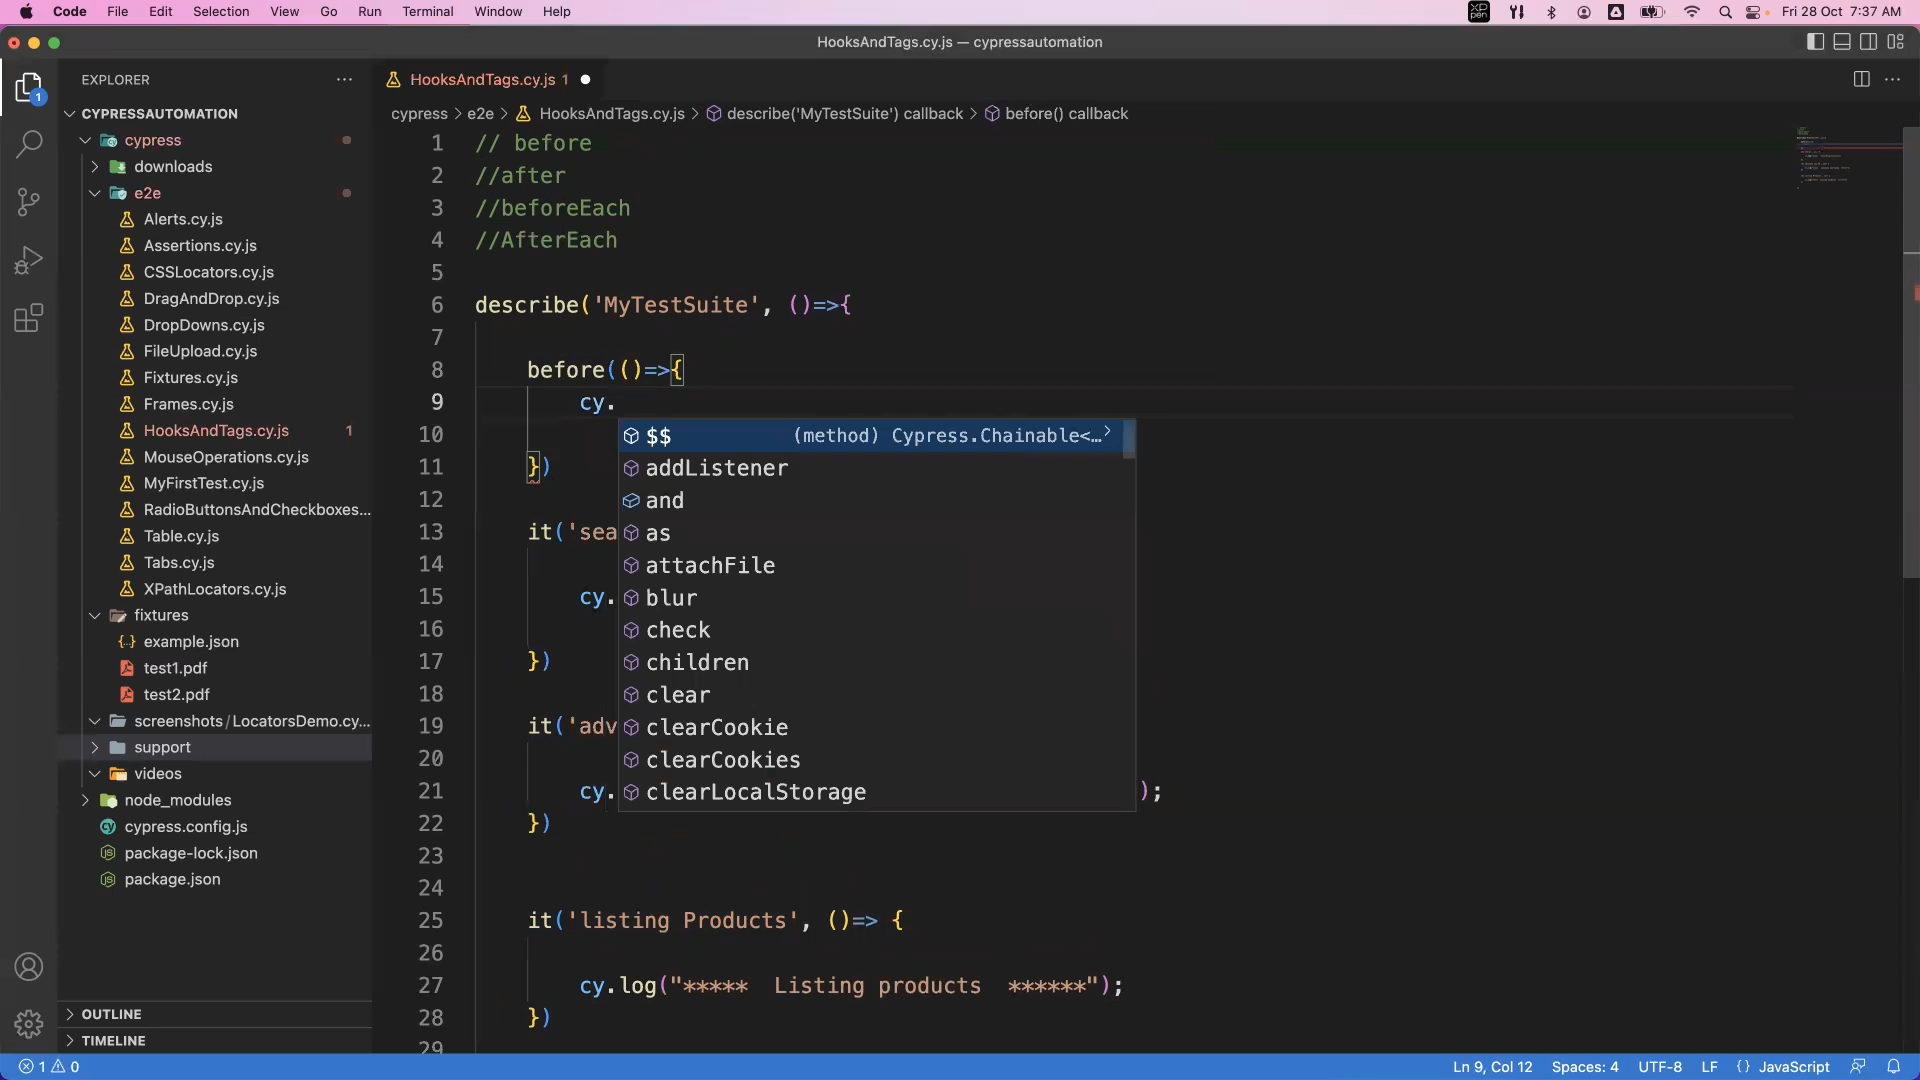 Code File Edit Selection View Go Run Terminal Window Help
XP pen
Fri 28 Oct 7:37 AM
HooksAndTags.cy.js — cypressautomation
1
EXPLORER
HooksAndTags.cy.js 1
CYPRESSAUTOMATION
cypress > e2e > HooksAndTags.cy.js > describe('MyTestSuite') callback > before() callback
cypress
downloads
e2e
Alerts.cy.js
Assertions.cy.js
CSSLocators.cy.js
DragAndDrop.cy.js
DropDowns.cy.js
FileUpload.cy.js
Fixtures.cy.js
Frames.cy.js
HooksAndTags.cy.js 1
MouseOperations.cy.js
MyFirstTest.cy.js
RadioButtonsAndCheckboxes...
Table.cy.js
Tabs.cy.js
XPathLocators.cy.js
fixtures
example.json
test1.pdf
test2.pdf
screenshots / LocatorsDemo.cy...
support
videos
node_modules
cypress.config.js
package-lock.json
package.json
OUTLINE
TIMELINE
1 // before
2 //after
3 //beforeEach
4 //AfterEach
5
6 describe('MyTestSuite', ()=>{
7
8 before(()=>{
9 cy.
10
11 })
12
13 it('sea
14
15 cy.
16
17 })
18
19 it('adv
20
21 cy. );
22 })
23
24
25 it('listing Products', ()=> {
26
27 cy.log("***** Listing products ******");
28 })
29
$$ (method) Cypress.Chainable<…>
addListener
and
as
attachFile
blur
check
children
clear
clearCookie
clearCookies
clearLocalStorage
1 0
Ln 9, Col 12 Spaces: 4 UTF-8 LF {} JavaScript